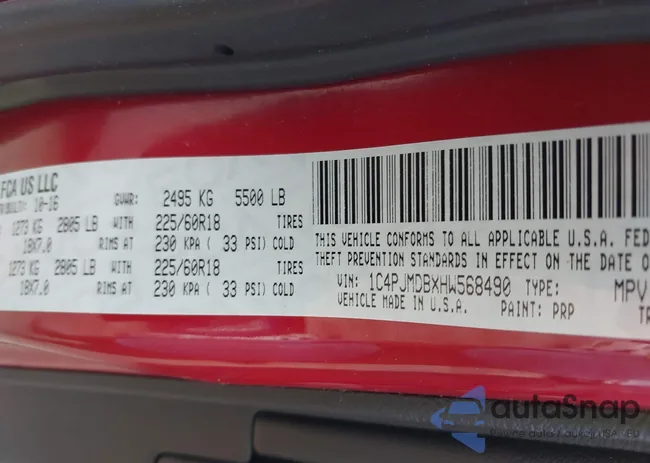 FCA US LLC
10-16
GVWR: 2495 KG 5500 LB
1273 KG 2805 LB WITH 225/60R18 TIRES
18X7.0 RIMS AT 230 KPA ( 33 PSI) COLD
1273 KG 2805 LB WITH 225/60R18 TIRES
18X7.0 RIMS AT 230 KPA ( 33 PSI) COLD
THIS VEHICLE CONFORMS TO ALL APPLICABLE U.S.A. FED
THEFT PREVENTION STANDARDS IN EFFECT ON THE DATE O
VIN: 1C4PJMDBXHW568490 TYPE: MPV
VEHICLE MADE IN U.S.A. PAINT: PRP
autoSnap